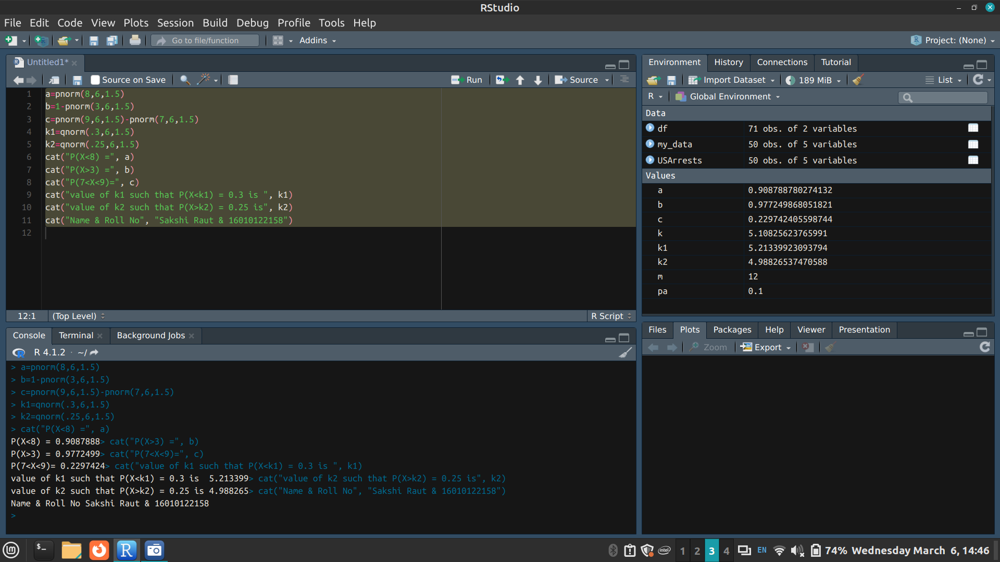 RStudio
File Edit Code View Plots Session Build Debug Profile Tools Help
Go to file/function Addins Project: (None)
Untitled1*
Source on Save Run Source
1 a=pnorm(8,6,1.5)
2 b=1-pnorm(3,6,1.5)
3 c=pnorm(9,6,1.5)-pnorm(7,6,1.5)
4 k1=qnorm(.3,6,1.5)
5 k2=qnorm(.25,6,1.5)
6 cat("P(X<8) =", a)
7 cat("P(X>3) =", b)
8 cat("P(7<X<9)=", c)
9 cat("value of k1 such that P(X<k1) = 0.3 is ", k1)
10 cat("value of k2 such that P(X>k2) = 0.25 is", k2)
11 cat("Name & Roll No", "Sakshi Raut & 16010122158")
12
12:1 (Top Level) R Script
Console Terminal Background Jobs
R 4.1.2 · ~/
> a=pnorm(8,6,1.5)
> b=1-pnorm(3,6,1.5)
> c=pnorm(9,6,1.5)-pnorm(7,6,1.5)
> k1=qnorm(.3,6,1.5)
> k2=qnorm(.25,6,1.5)
> cat("P(X<8) =", a)
P(X<8) = 0.9087888> cat("P(X>3) =", b)
P(X>3) = 0.9772499> cat("P(7<X<9)=", c)
P(7<X<9)= 0.2297424> cat("value of k1 such that P(X<k1) = 0.3 is ", k1)
value of k1 such that P(X<k1) = 0.3 is  5.213399> cat("value of k2 such that P(X>k2) = 0.25 is", k2)
value of k2 such that P(X>k2) = 0.25 is 4.988265> cat("Name & Roll No", "Sakshi Raut & 16010122158")
Name & Roll No Sakshi Raut & 16010122158
>
Environment History Connections Tutorial
Import Dataset 189 MiB List
R Global Environment
Data
df 71 obs. of 2 variables
my_data 50 obs. of 5 variables
USArrests 50 obs. of 5 variables
Values
a 0.908788780274132
b 0.977249868051821
c 0.229742405598744
k 5.10825623765991
k1 5.21339923093794
k2 4.98826537470588
m 12
pa 0.1
Files Plots Packages Help Viewer Presentation
Zoom Export
$_ R intel 1 2 3 4 EN 74% Wednesday March 6, 14:46